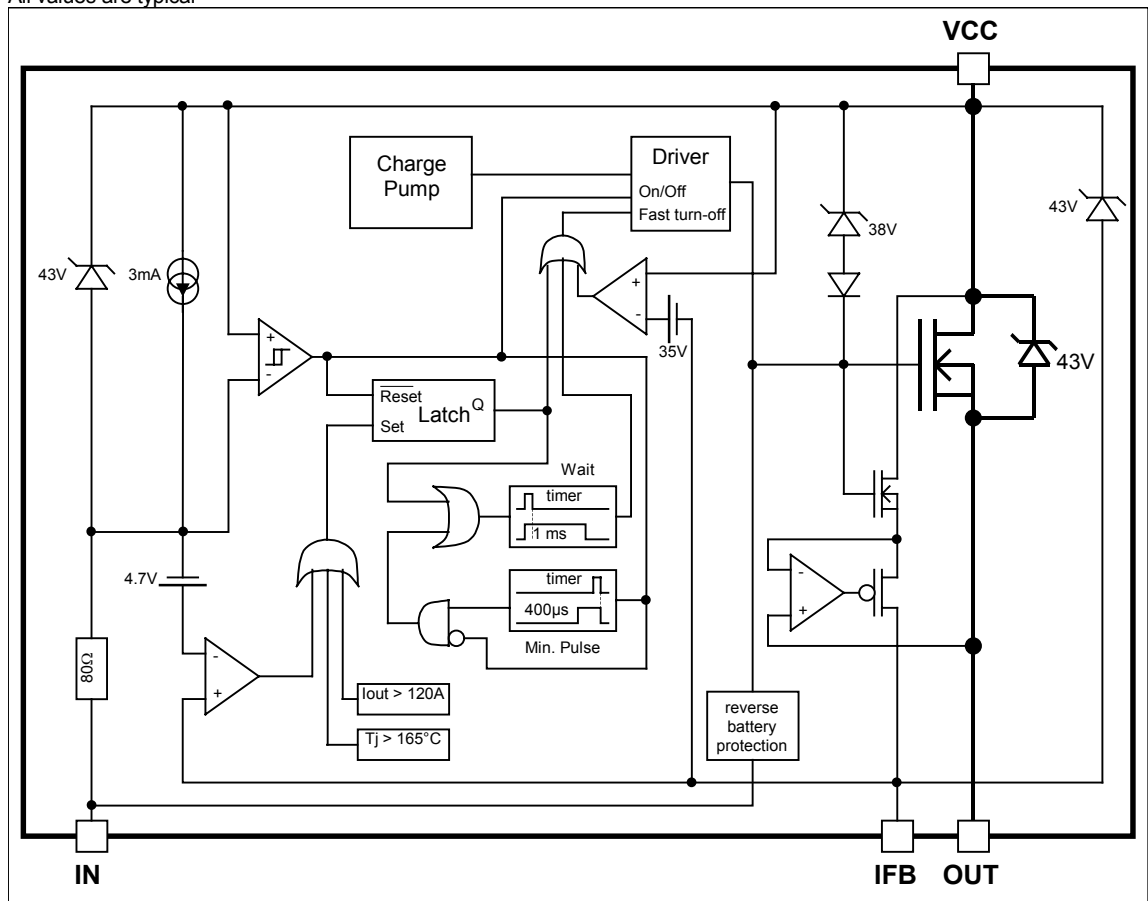 All values are typical
VCC
Charge
Pump
Driver
On/Off
Fast turn-off
43V
3mA
38V
43V
+
-
+
-
35V
43V
Reset
Latch Q
Set
Wait
timer
1 ms
4.7V
timer
400µs
Min. Pulse
-
+
80Ω
-
+
Iout > 120A
Tj > 165°C
reverse
battery
protection
IN
IFB
OUT